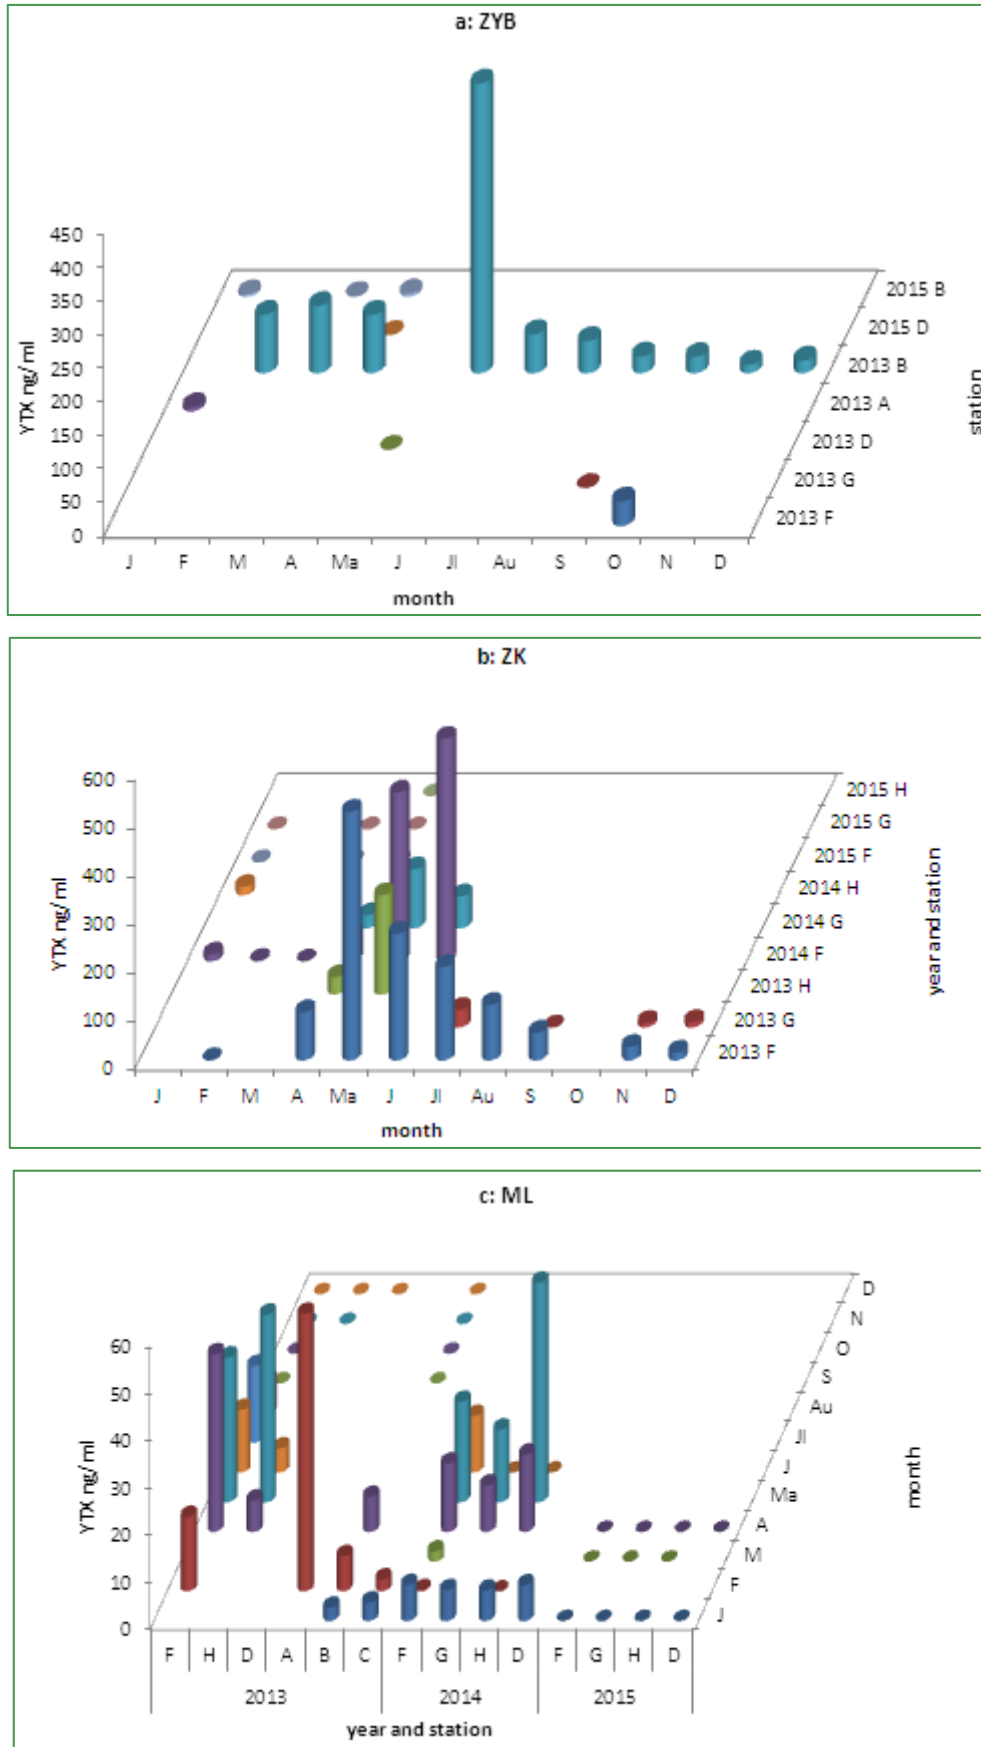 a: ZYB
450
400
350
300
250
200
150
100
50
0
YTX ng/ml
J F M A Ma J Jl Au S O N D
month
2015 B
2015 D
2013 B
2013 A
2013 D
2013 G
2013 F
station
b: ZK
600
500
400
300
200
100
0
YTX ng/ml
J F M A Ma J Jl Au S O N D
month
2015 H
2015 G
2015 F
2014 H
2014 G
2014 F
2013 H
2013 G
2013 F
year and station
c: ML
60
50
40
30
20
10
0
YTX ng/ml
F H D A B C F G H D F G H D
2013 2014 2015
year and station
D
N
O
S
Au
Jl
J
Ma
A
M
F
J
month